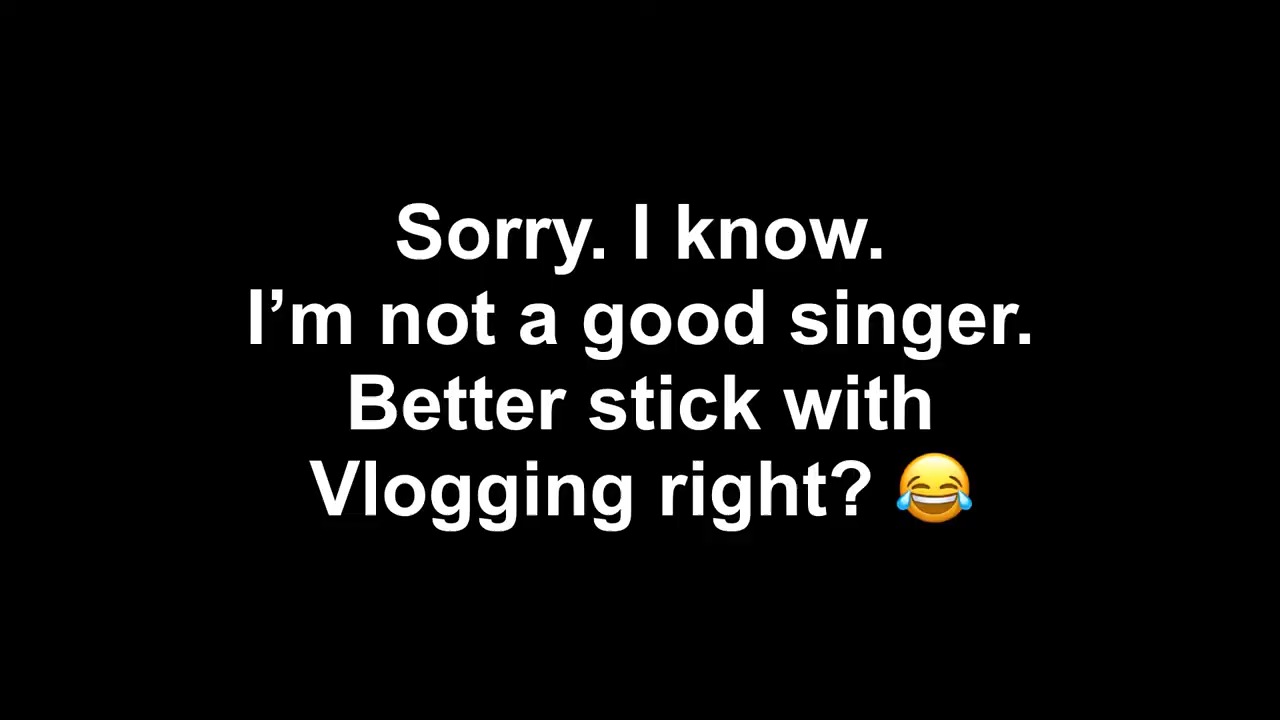 Sorry. I know.
I’m not a good singer.
Better stick with
Vlogging right? 😂